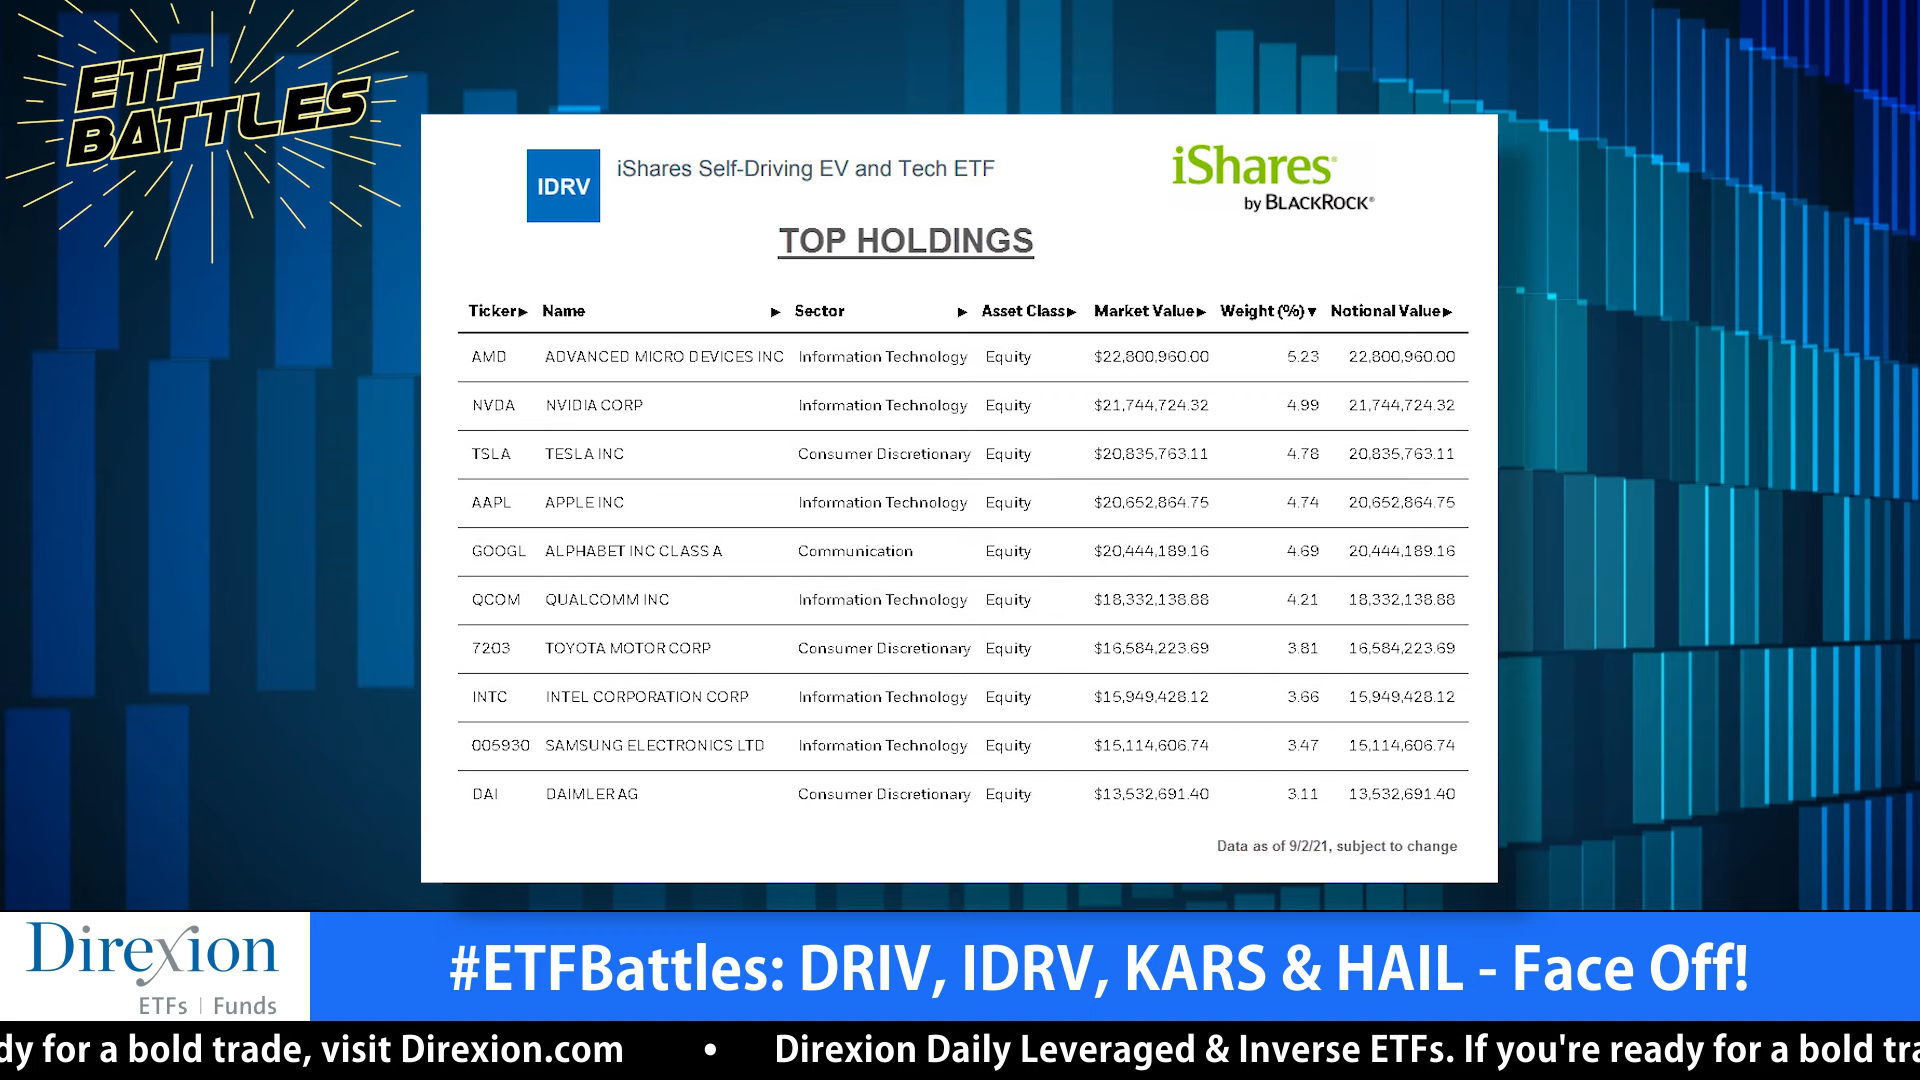 ETF
BATTLES
IDRV
iShares Self-Driving EV and Tech ETF
iShares®
by BLACKROCK®
TOP HOLDINGS
Ticker▶ Name ▶ Sector ▶ Asset Class▶ Market Value▶ Weight (%)▼ Notional Value▶
AMD ADVANCED MICRO DEVICES INC Information Technology Equity $22,800,960.00 5.23 22,800,960.00
NVDA NVIDIA CORP Information Technology Equity $21,744,724.32 4.99 21,744,724.32
TSLA TESLA INC Consumer Discretionary Equity $20,835,763.11 4.78 20,835,763.11
AAPL APPLE INC Information Technology Equity $20,652,864.75 4.74 20,652,864.75
GOOGL ALPHABET INC CLASS A Communication Equity $20,444,189.16 4.69 20,444,189.16
QCOM QUALCOMM INC Information Technology Equity $18,332,138.88 4.21 18,332,138.88
7203 TOYOTA MOTOR CORP Consumer Discretionary Equity $16,584,223.69 3.81 16,584,223.69
INTC INTEL CORPORATION CORP Information Technology Equity $15,949,428.12 3.66 15,949,428.12
005930 SAMSUNG ELECTRONICS LTD Information Technology Equity $15,114,606.74 3.47 15,114,606.74
DAI DAIMLER AG Consumer Discretionary Equity $13,532,691.40 3.11 13,532,691.40
Data as of 9/2/21, subject to change
Direxion
ETFs | Funds
#ETFBattles: DRIV, IDRV, KARS & HAIL - Face Off!
dy for a bold trade, visit Direxion.com • Direxion Daily Leveraged & Inverse ETFs. If you're ready for a bold tra